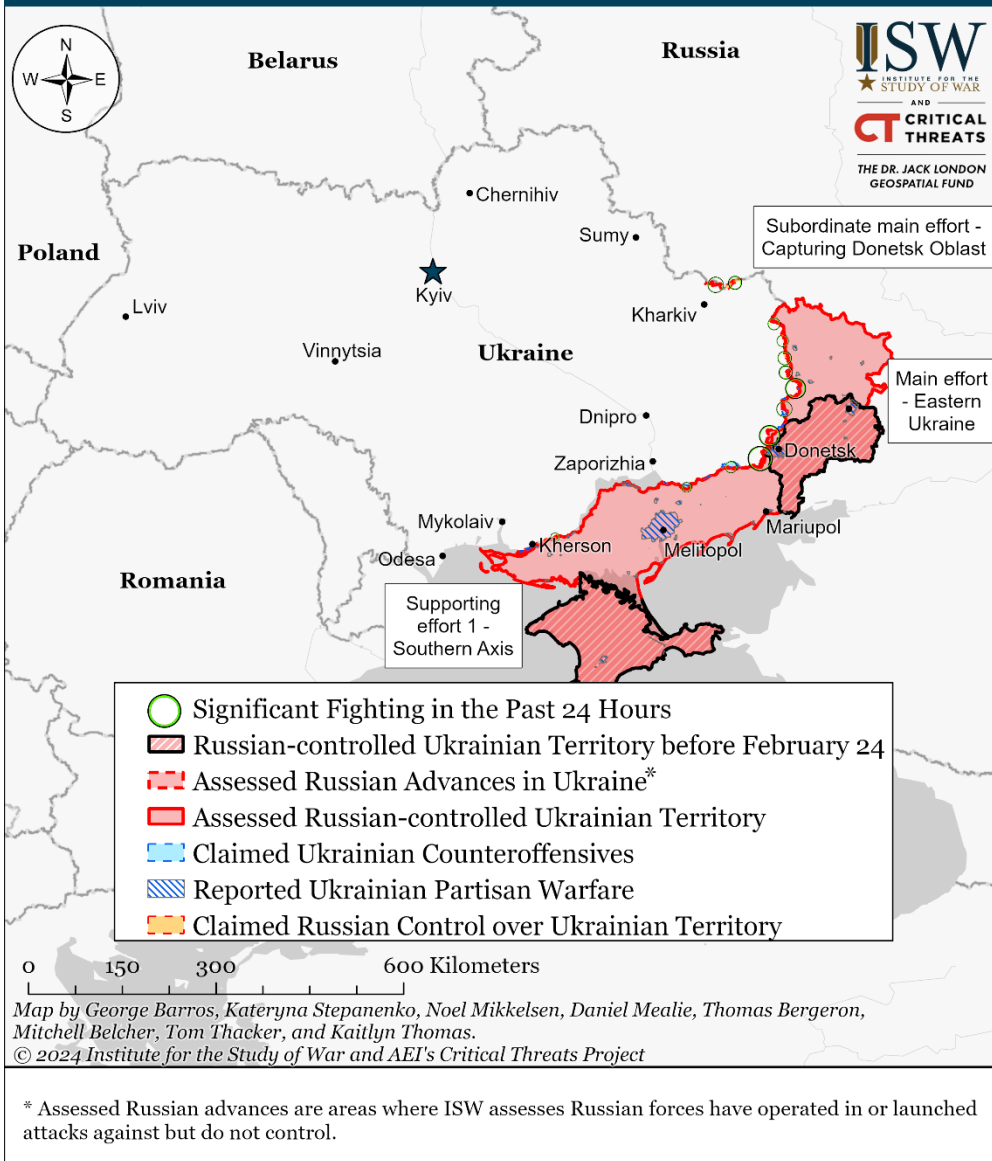 N
W
E
S
Belarus
Russia
ISW
INSTITUTE FOR THE
STUDY OF WAR
AND
CT CRITICAL
THREATS
THE DR. JACK LONDON
GEOSPATIAL FUND
Chernihiv
Sumy
Subordinate main effort -
Capturing Donetsk Oblast
Poland
Kyiv
Lviv
Kharkiv
Vinnytsia
Ukraine
Main effort
- Eastern
Ukraine
Dnipro
Donetsk
Zaporizhia
Mykolaiv
Mariupol
Kherson
Melitopol
Odesa
Romania
Supporting
effort 1 -
Southern Axis
Significant Fighting in the Past 24 Hours
Russian-controlled Ukrainian Territory before February 24
Assessed Russian Advances in Ukraine*
Assessed Russian-controlled Ukrainian Territory
Claimed Ukrainian Counteroffensives
Reported Ukrainian Partisan Warfare
Claimed Russian Control over Ukrainian Territory
0 150 300 600 Kilometers
Map by George Barros, Kateryna Stepanenko, Noel Mikkelsen, Daniel Mealie, Thomas Bergeron,
Mitchell Belcher, Tom Thacker, and Kaitlyn Thomas.
© 2024 Institute for the Study of War and AEI's Critical Threats Project
* Assessed Russian advances are areas where ISW assesses Russian forces have operated in or launched
attacks against but do not control.